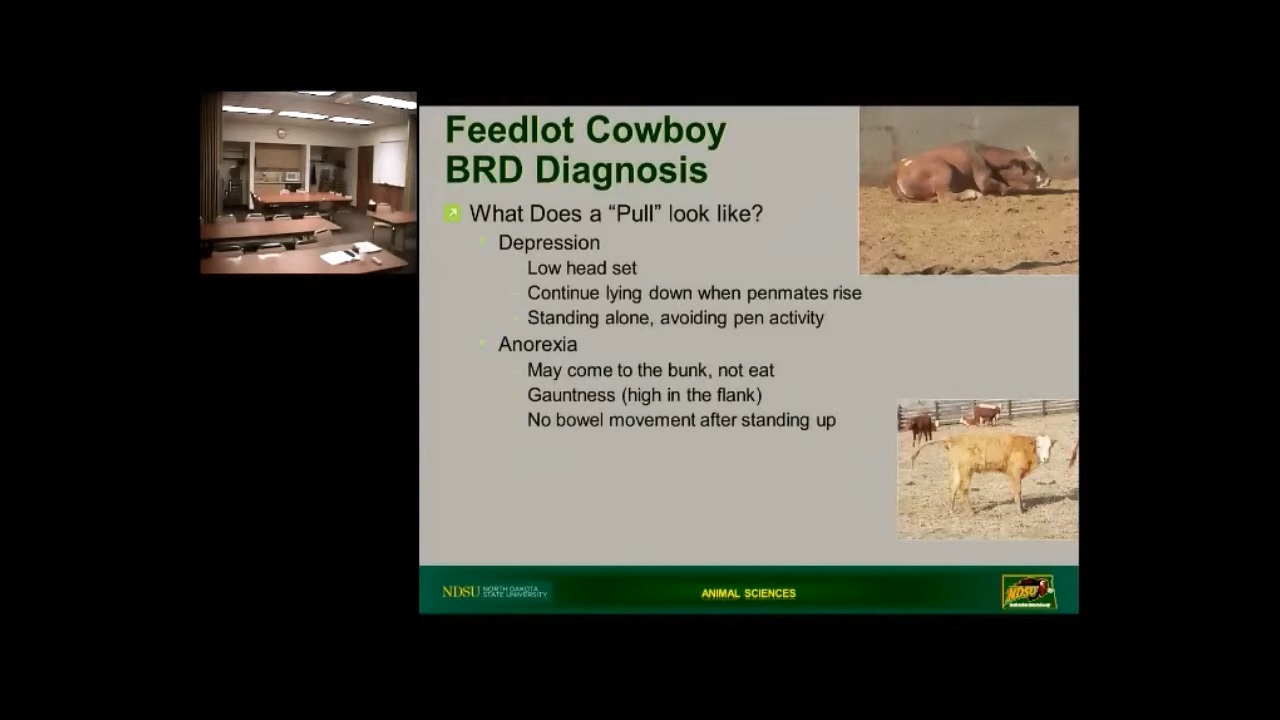 Feedlot Cowboy
BRD Diagnosis
What Does a “Pull” look like?
Depression
Low head set
Continue lying down when penmates rise
Standing alone, avoiding pen activity
Anorexia
May come to the bunk, not eat
Gauntness (high in the flank)
No bowel movement after standing up
NDSU NORTH DAKOTA
STATE UNIVERSITY
ANIMAL SCIENCES
NDSU